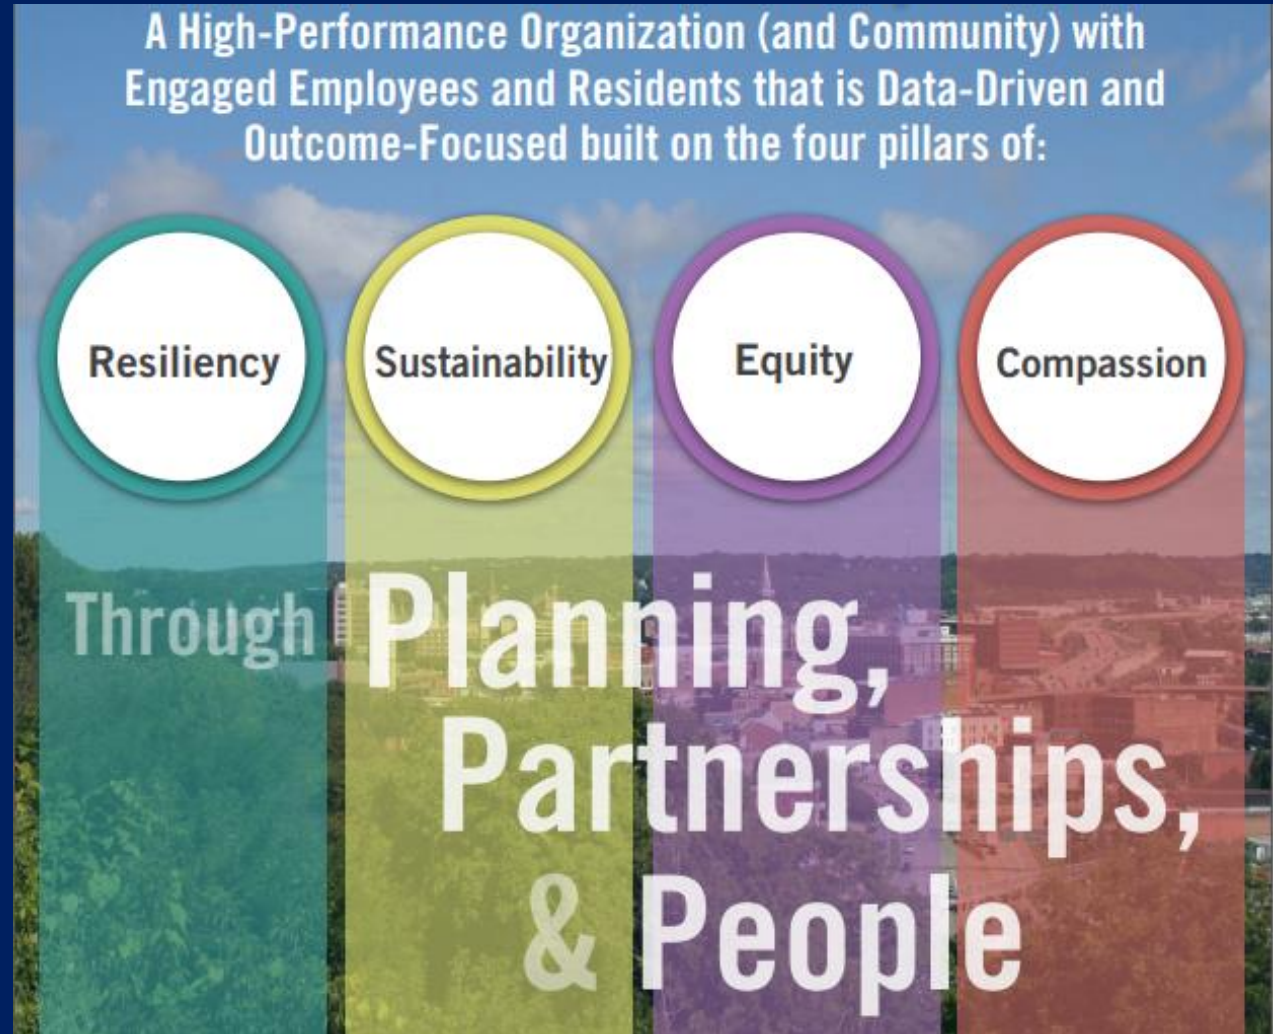 A High-Performance Organization (and Community) with
Engaged Employees and Residents that is Data-Driven and
Outcome-Focused built on the four pillars of:
Resiliency
Sustainability
Equity
Compassion
Through Planning,
Partnerships,
& People